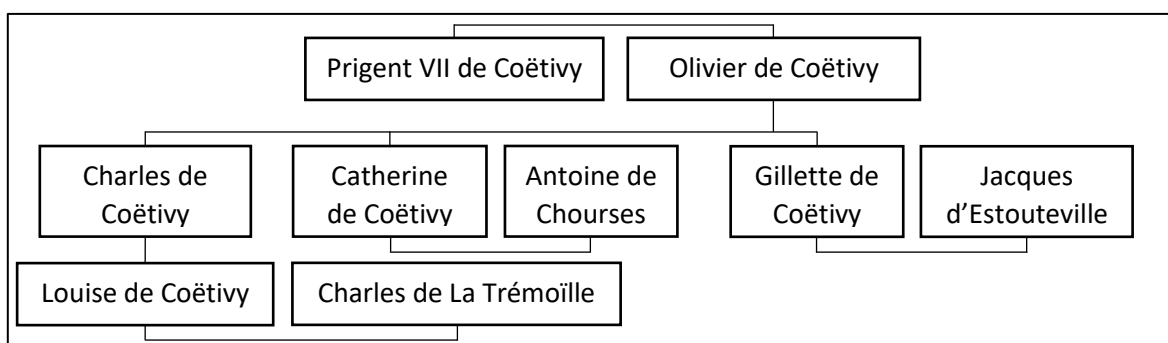 Prigent VII de Coëtivy
Olivier de Coëtivy
Charles de
Coëtivy
Catherine
de Coëtivy
Antoine de
Chourses
Gillette de
Coëtivy
Jacques
d’Estouteville
Louise de Coëtivy
Charles de La Trémoïlle